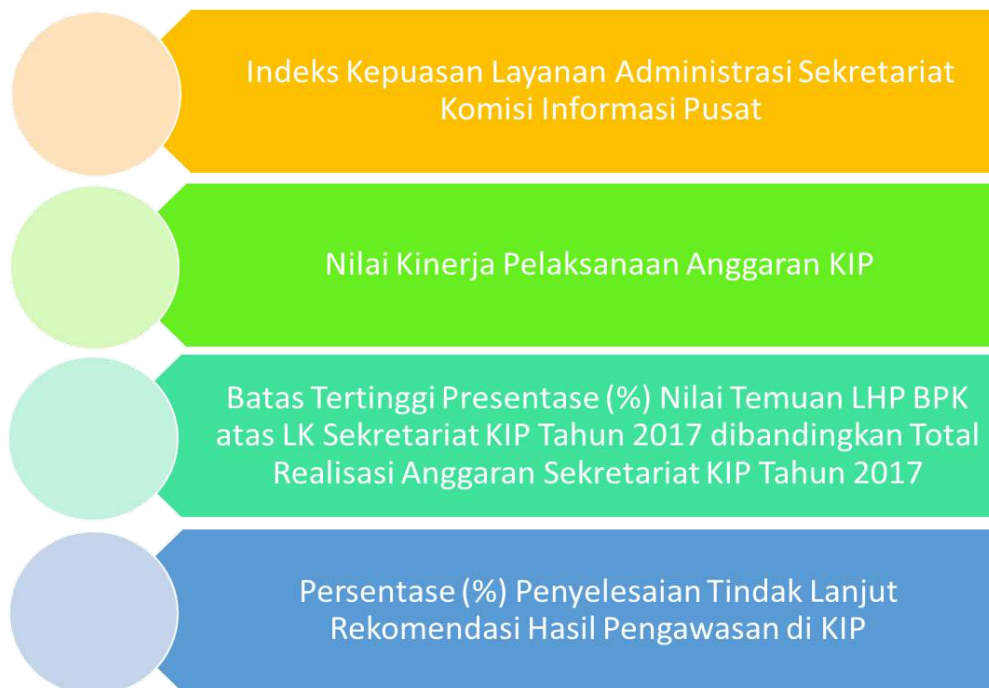 Indeks Kepuasan Layanan Administrasi Sekretariat
Komisi Informasi Pusat
Nilai Kinerja Pelaksanaan Anggaran KIP
Batas Tertinggi Presentase (%) Nilai Temuan LHP BPK
atas LK Sekretariat KIP Tahun 2017 dibandingkan Total
Realisasi Anggaran Sekretariat KIP Tahun 2017
Persentase (%) Penyelesaian Tindak Lanjut
Rekomendasi Hasil Pengawasan di KIP